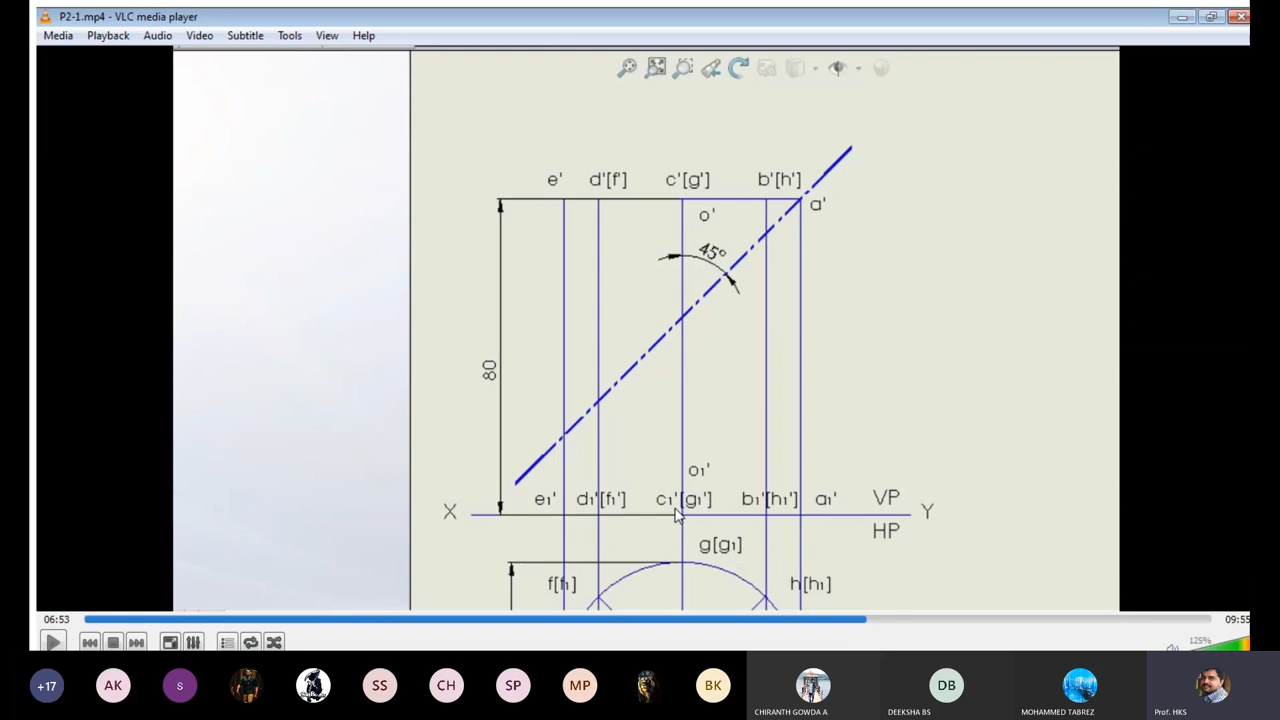 P2-1.mp4 - VLC media player
Media Playback Audio Video Subtitle Tools View Help
e' d'[f'] c'[g'] b'[h']
a'
o'
45°
80
o₁'
e₁' d₁'[f₁'] c₁'[g₁'] b₁'[h₁'] a₁' VP
X Y
HP
g[g₁]
f[f₁] h[h₁]
06:53 09:55
125%
+17 AK s SS CH SP MP BK DB
CHIRANTH GOWDA A DEEKSHA BS MOHAMMED TABREZ Prof. HKS